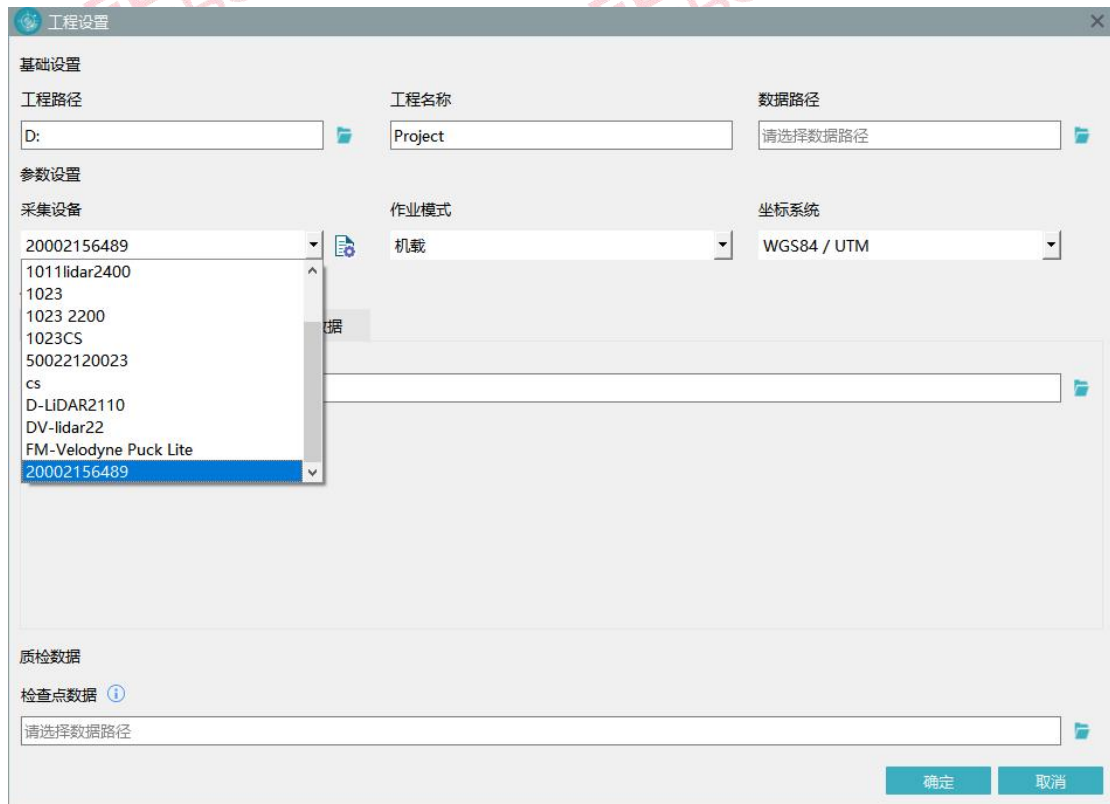 工程设置
基础设置
工程路径 工程名称 数据路径
D: Project 请选择数据路径
参数设置
采集设备 作业模式 坐标系统
20002156489 机载 WGS84 / UTM
1011lidar2400
1023
1023 2200
据
1023CS
50022120023
cs
D-LiDAR2110
DV-lidar22
FM-Velodyne Puck Lite
20002156489
质检数据
检查点数据
请选择数据路径
确定 取消